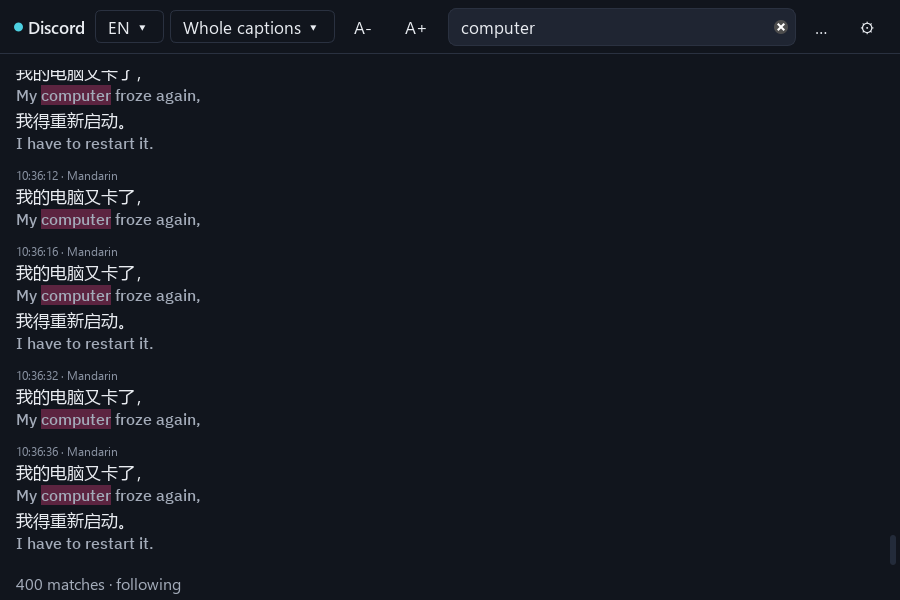 Discord EN ▾ Whole captions ▾ A- A+ computer ...
我的电脑又卡了，
My computer froze again,
我得重新启动。
I have to restart it.
10:36:12 · Mandarin
我的电脑又卡了，
My computer froze again,
10:36:16 · Mandarin
我的电脑又卡了，
My computer froze again,
我得重新启动。
I have to restart it.
10:36:32 · Mandarin
我的电脑又卡了，
My computer froze again,
10:36:36 · Mandarin
我的电脑又卡了，
My computer froze again,
我得重新启动。
I have to restart it.
400 matches · following